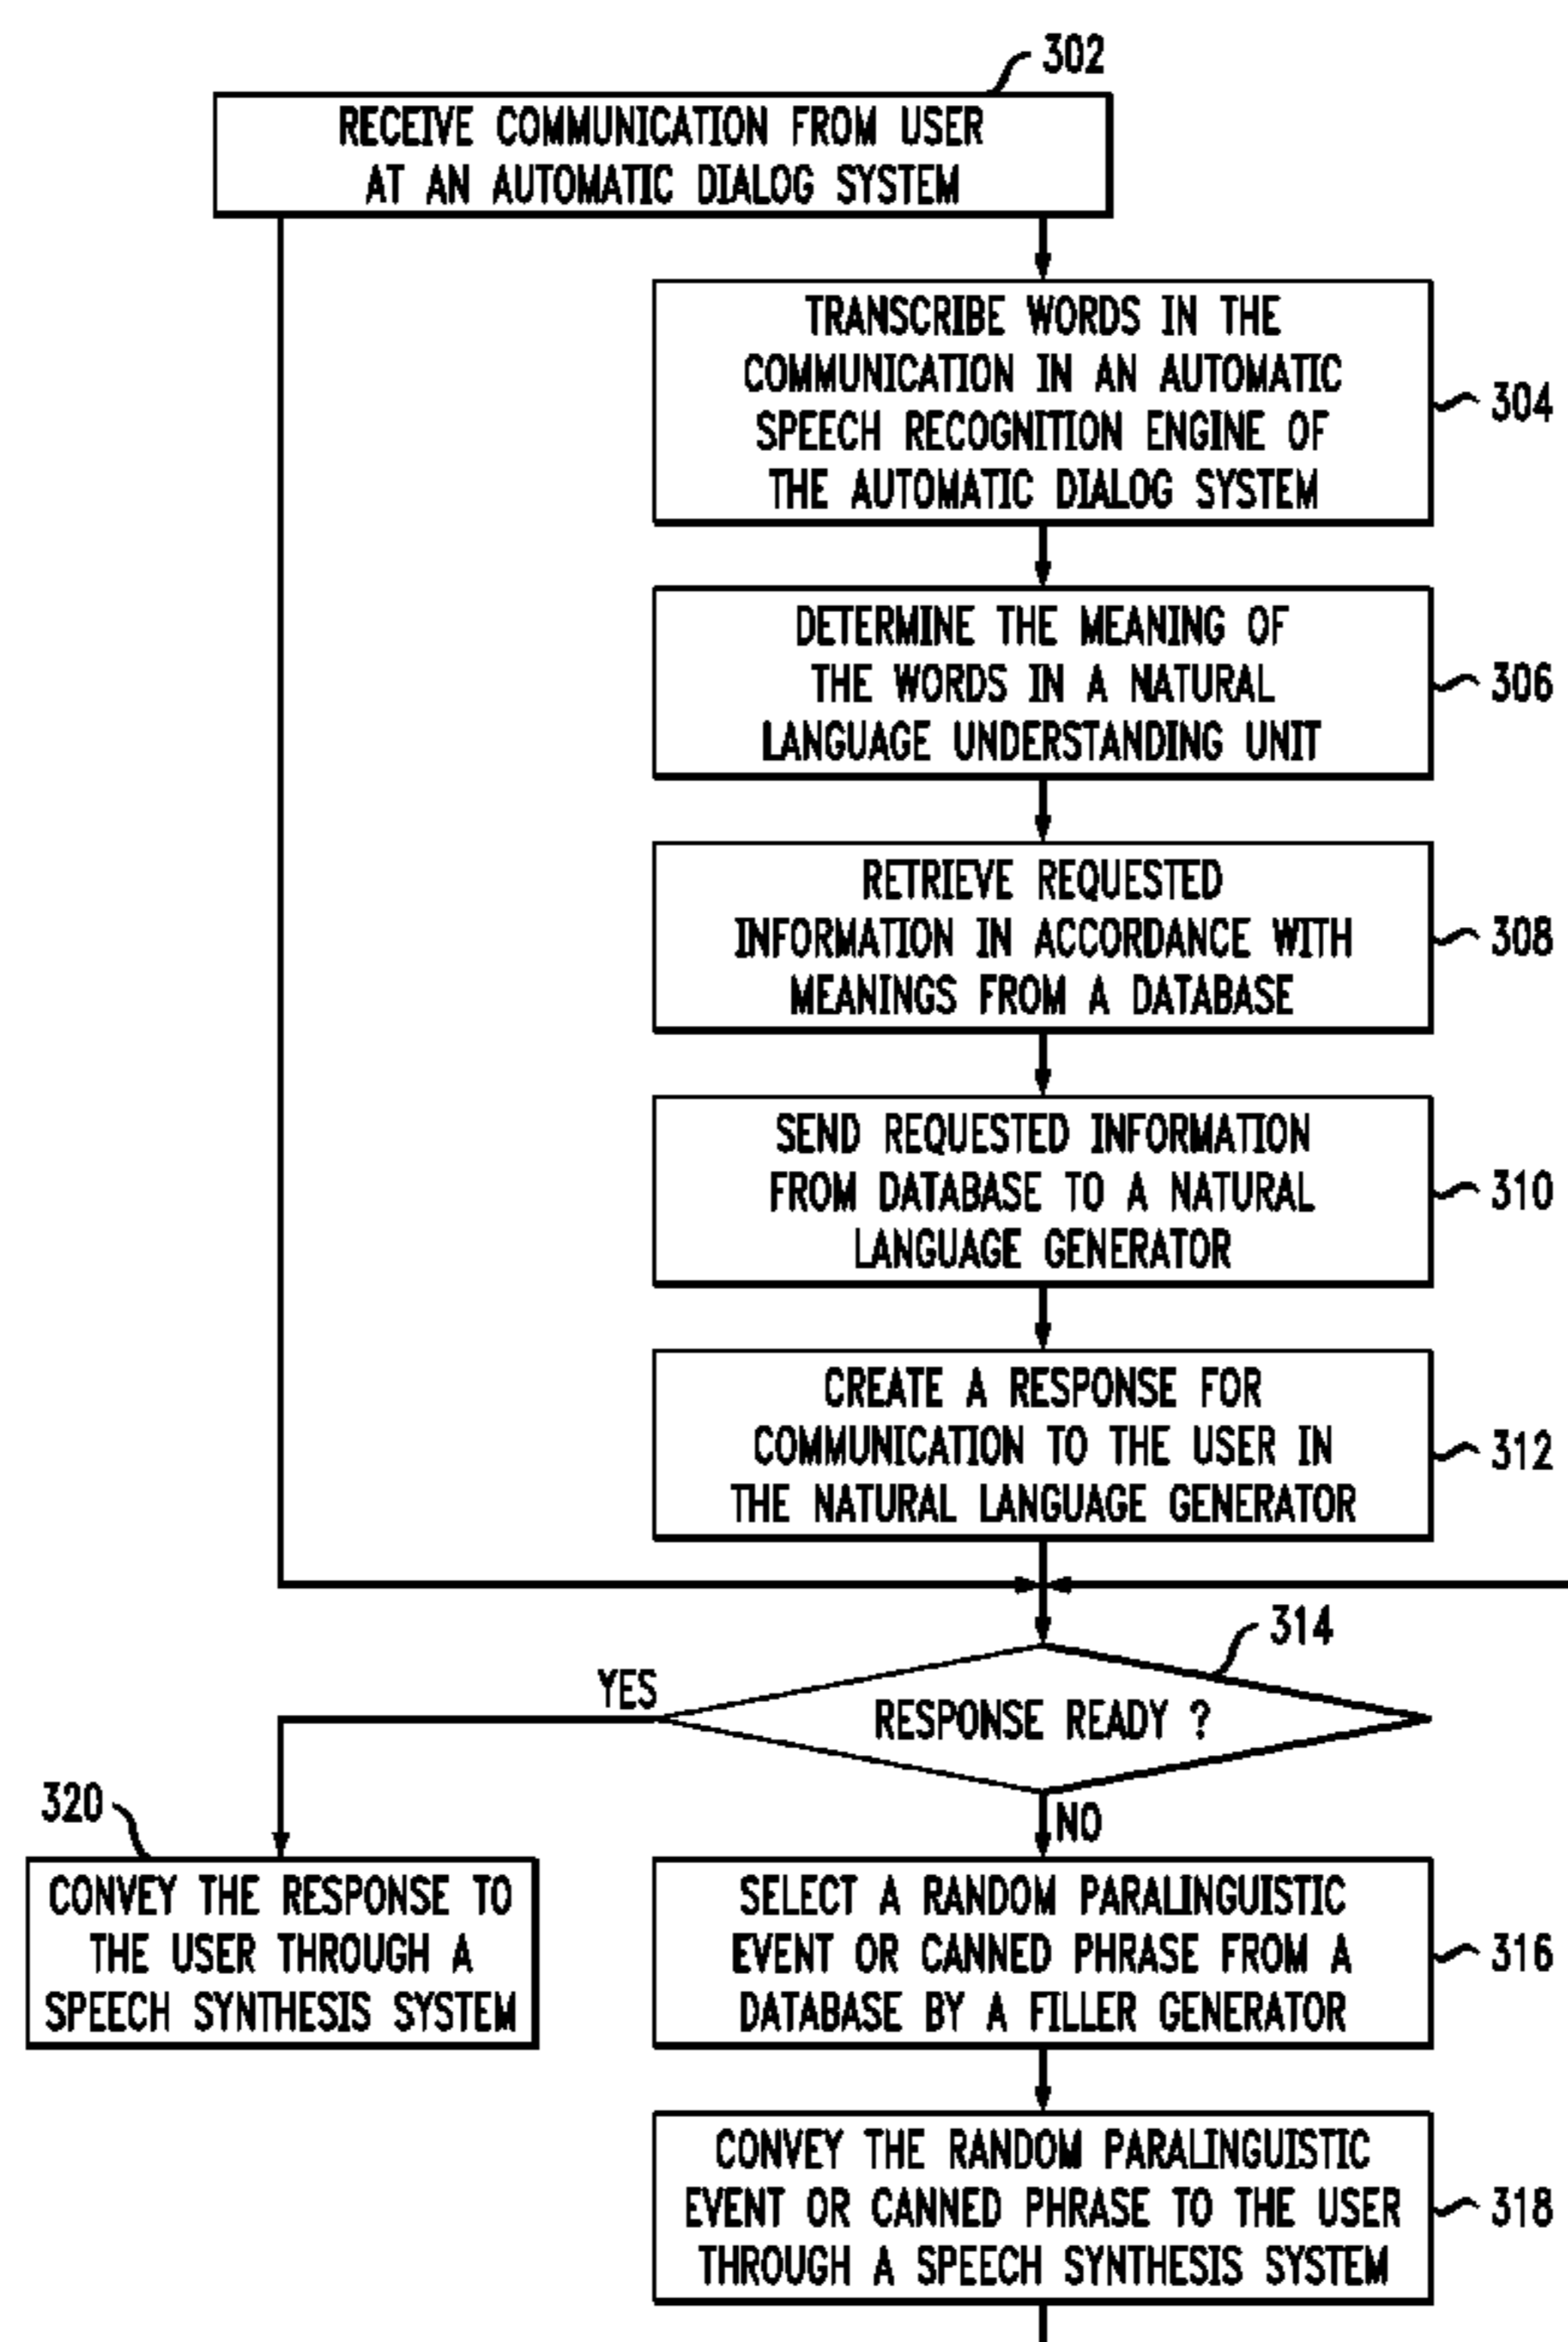 302
RECEIVE COMMUNICATION FROM USER
AT AN AUTOMATIC DIALOG SYSTEM
TRANSCRIBE WORDS IN THE
COMMUNICATION IN AN AUTOMATIC
SPEECH RECOGNITION ENGINE OF
THE AUTOMATIC DIALOG SYSTEM
304
DETERMINE THE MEANING OF
THE WORDS IN A NATURAL
LANGUAGE UNDERSTANDING UNIT
306
RETRIEVE REQUESTED
INFORMATION IN ACCORDANCE WITH
MEANINGS FROM A DATABASE
308
SEND REQUESTED INFORMATION
FROM DATABASE TO A NATURAL
LANGUAGE GENERATOR
310
CREATE A RESPONSE FOR
COMMUNICATION TO THE USER IN
THE NATURAL LANGUAGE GENERATOR
312
314
RESPONSE READY ?
YES
NO
320
CONVEY THE RESPONSE TO
THE USER THROUGH A
SPEECH SYNTHESIS SYSTEM
SELECT A RANDOM PARALINGUISTIC
EVENT OR CANNED PHRASE FROM A
DATABASE BY A FILLER GENERATOR
316
CONVEY THE RANDOM PARALINGUISTIC
EVENT OR CANNED PHRASE TO THE USER
THROUGH A SPEECH SYNTHESIS SYSTEM
318